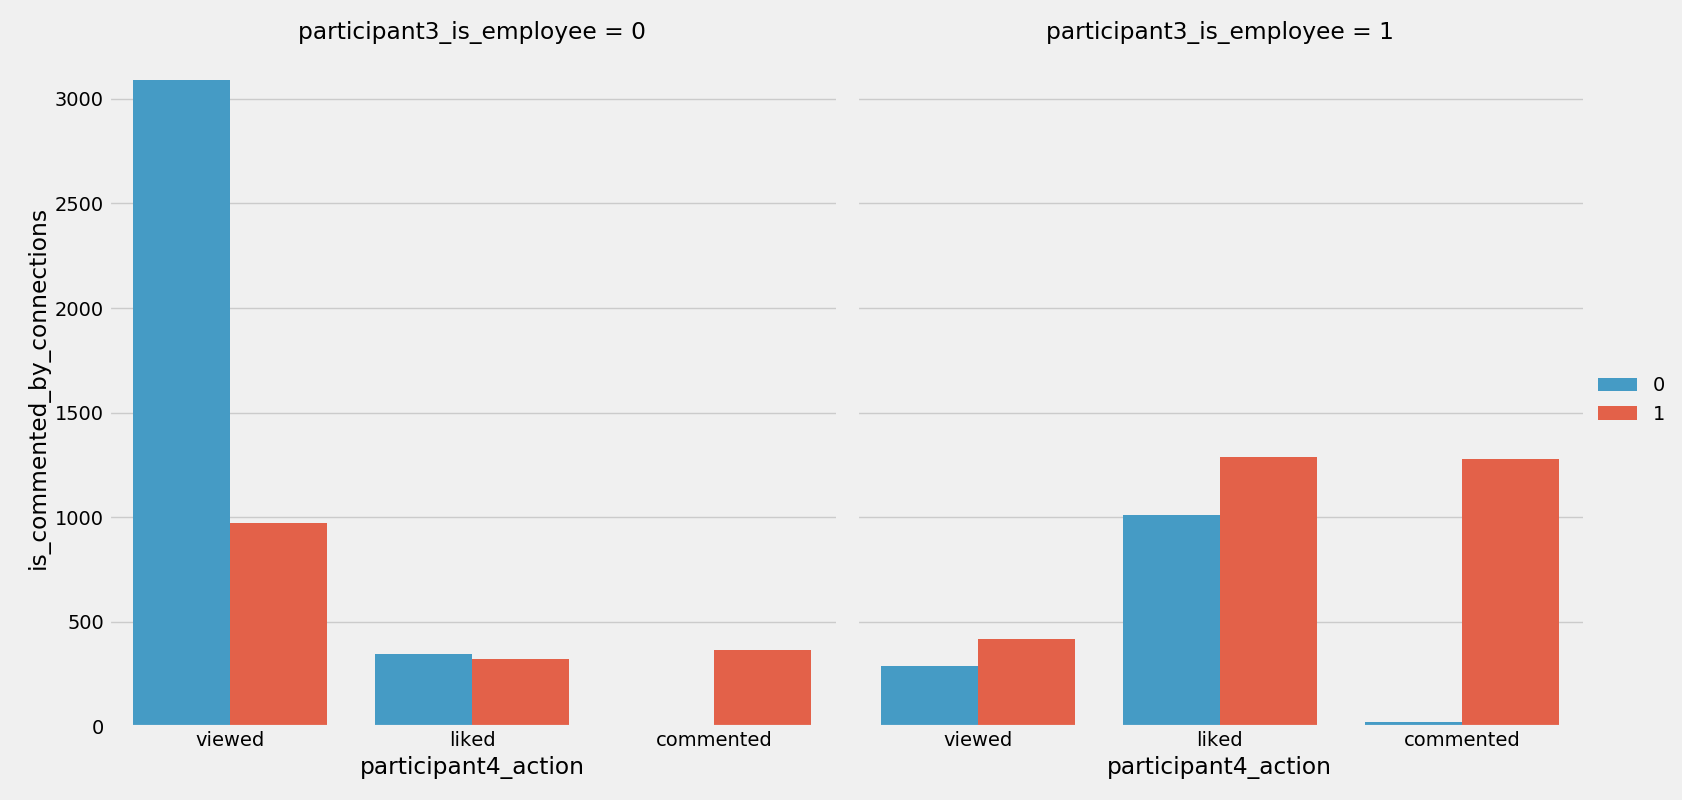 participant3_is_employee = 0
participant3_is_employee = 1
is_commented_by_connections
3000
2500
2000
1500
1000
500
0
viewed
liked
commented
participant4_action
viewed
liked
commented
participant4_action
0
1